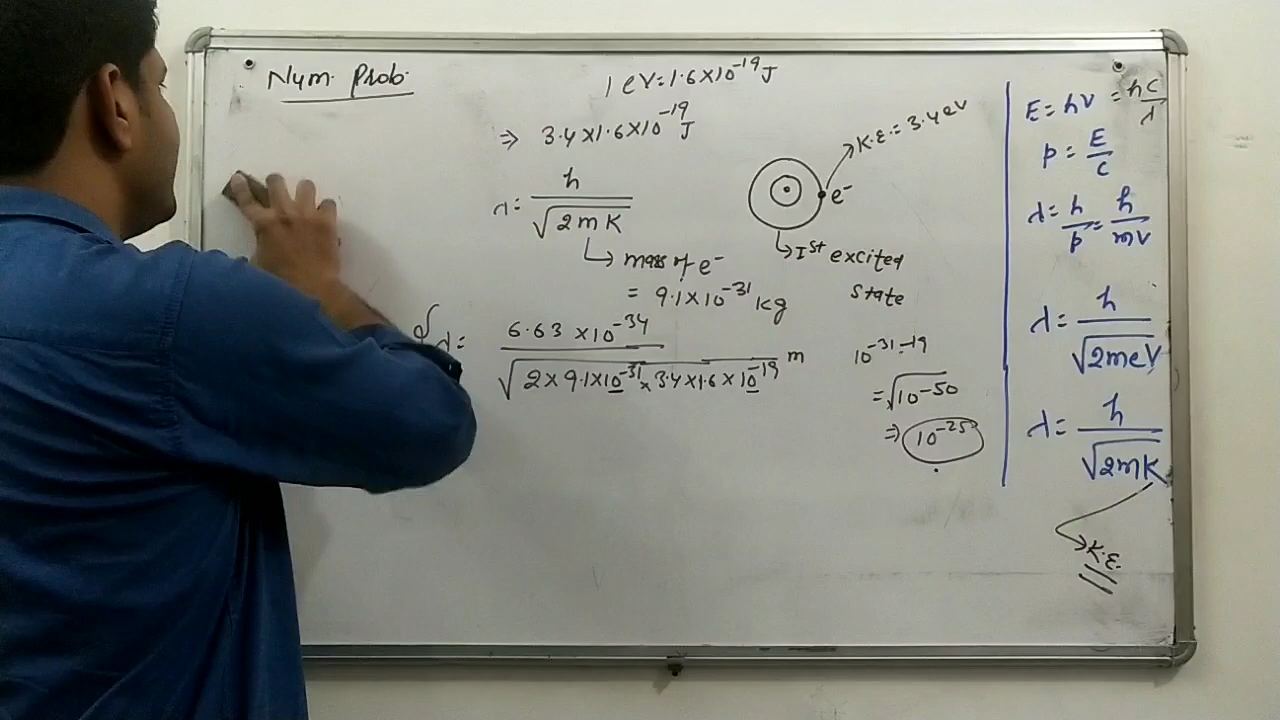 Num. Prob.
1 eV = 1.6×10⁻¹⁹ J
⇒ 3.4×1.6×10⁻¹⁹ J
λ = h / √2mK
↳ mass of e⁻
= 9.1×10⁻³¹ kg
λ = 6.63×10⁻³⁴ / √2×9.1×10⁻³¹×3.4×1.6×10⁻¹⁹ m
K.E. = 3.4 eV
e⁻
↳ Iˢᵗ excited
state
10⁻³¹⁻¹⁹
= √10⁻⁵⁰
⇒ 10⁻²⁵
E = hν = hc / λ
p = E / c
λ = h / p = h / mv
λ = h / √2meV
λ = h / √2mK
K.E.